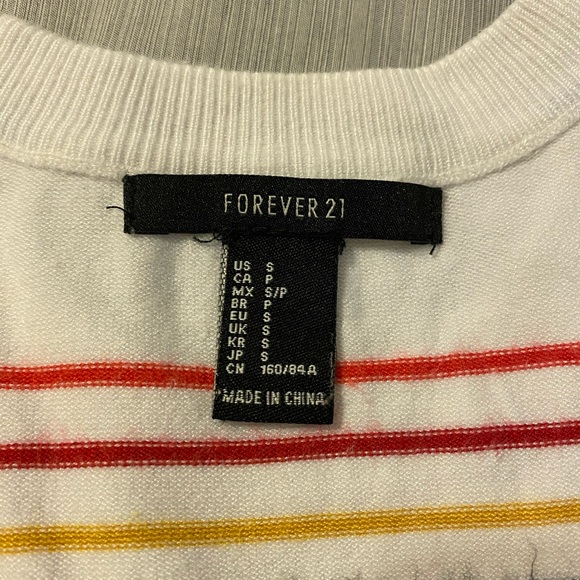 FOREVER 21
US S
CA P
MX S/P
BR P
EU S
UK S
KR S
JP S
CN 160/84A
MADE IN CHINA